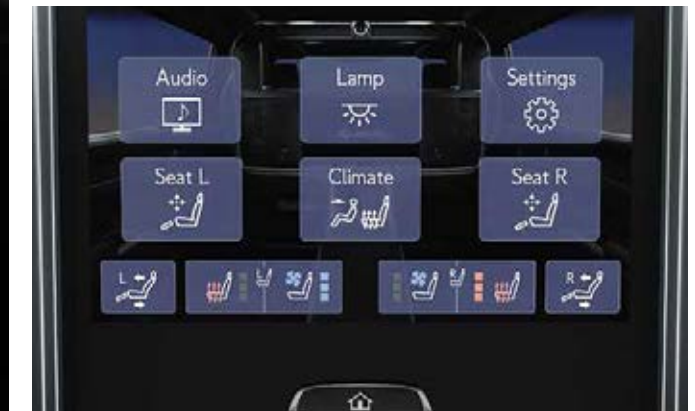 Audio
Lamp
Settings
Seat L
Climate
Seat R
L
L
R
R